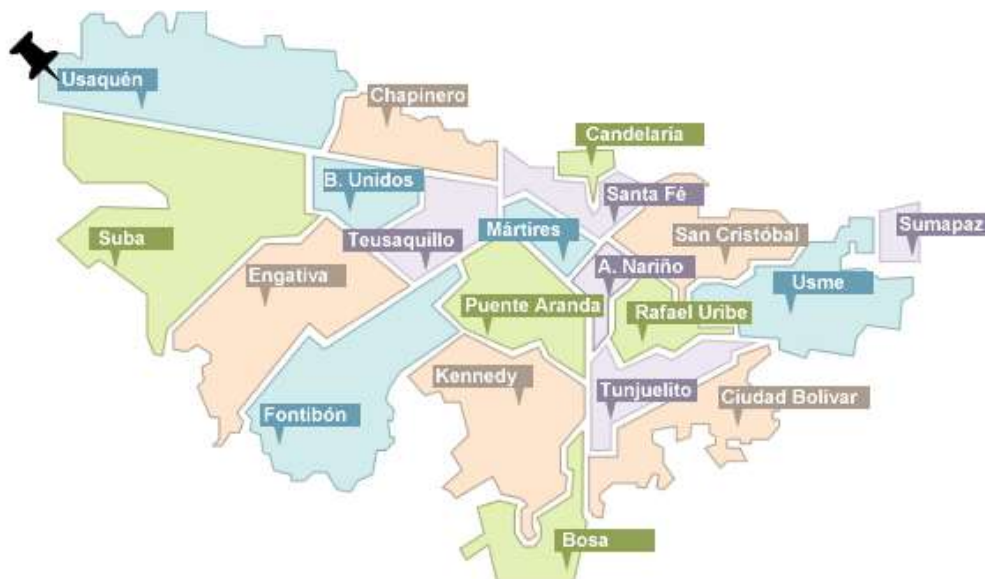 Usaquén
Chapinero
Candelaria
B. Unidos
Santa Fé
Sumapaz
Mártires
San Cristóbal
Suba
Teusaquillo
A. Nariño
Engativa
Usme
Puente Aranda
Rafael Uribe
Kennedy
Tunjuelito
Ciudad Bolívar
Fontibón
Bosa